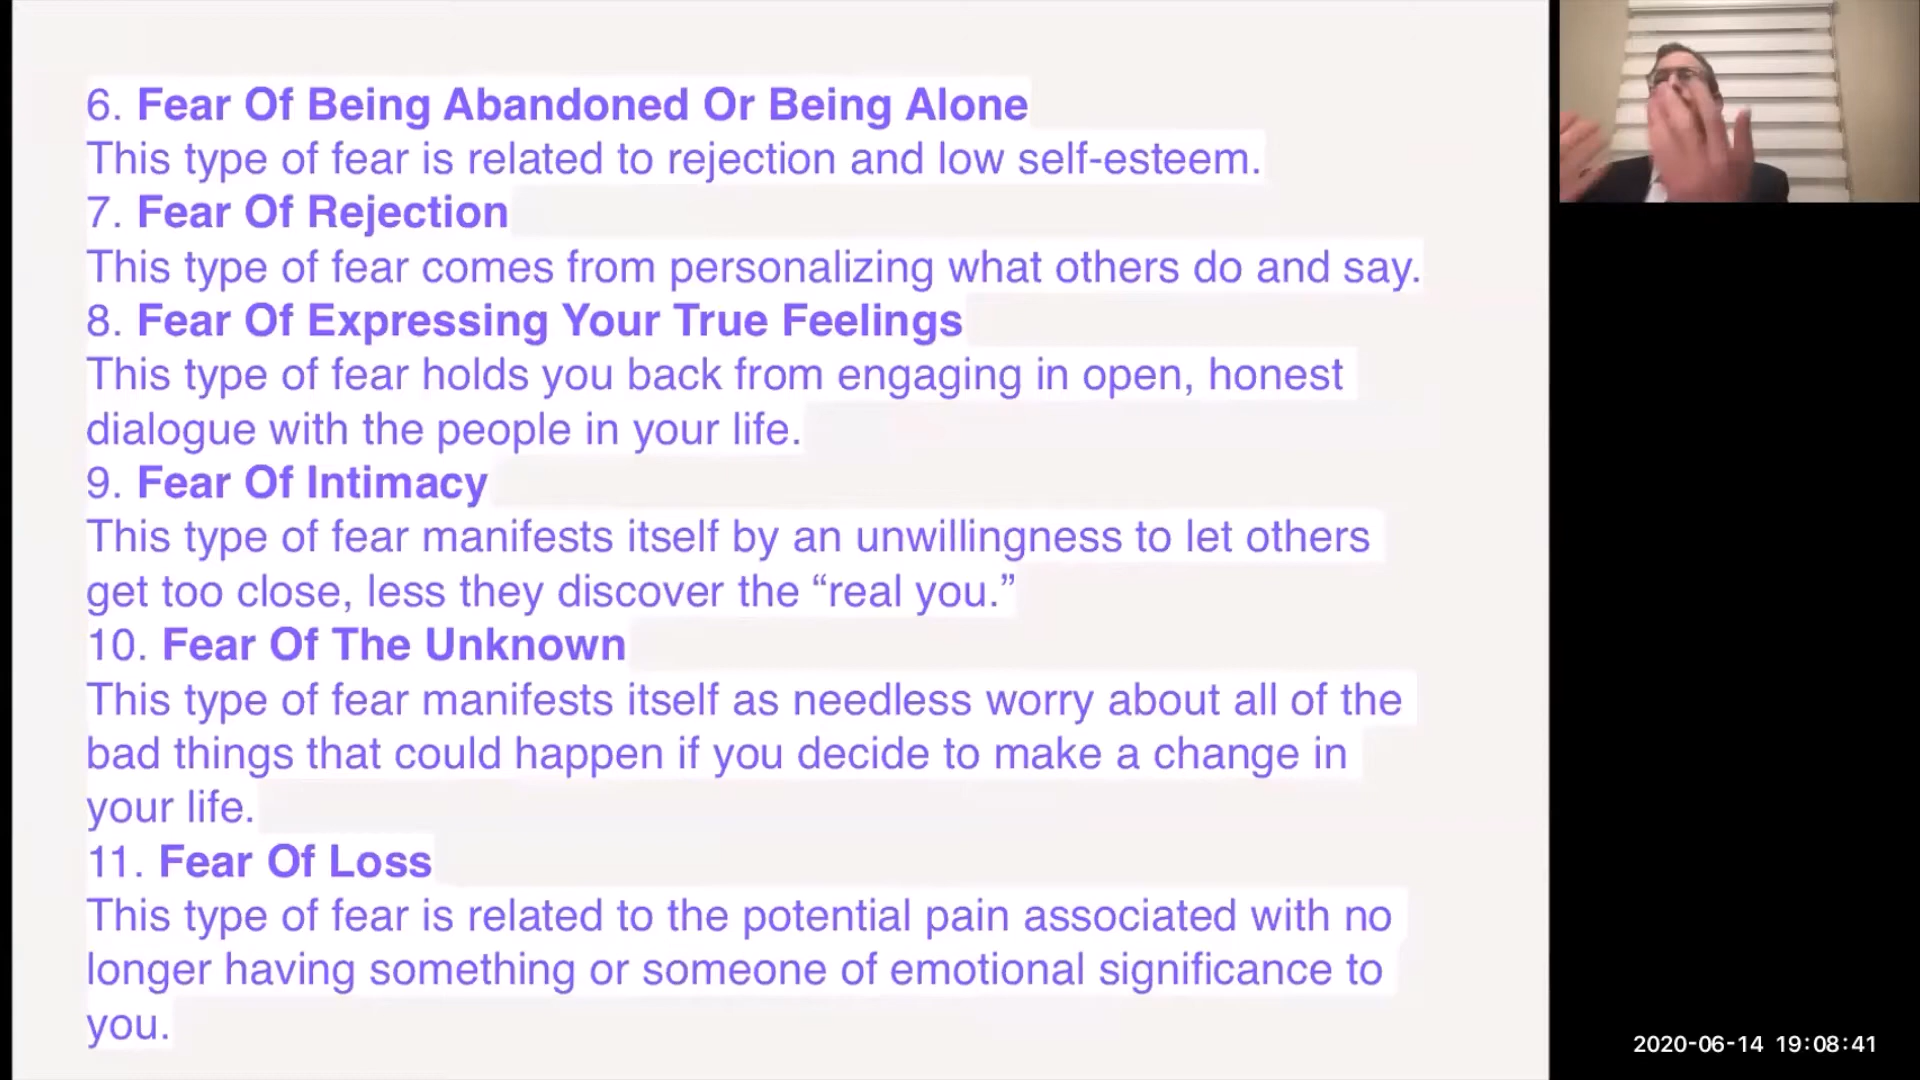 6. Fear Of Being Abandoned Or Being Alone
This type of fear is related to rejection and low self-esteem.
7. Fear Of Rejection
This type of fear comes from personalizing what others do and say.
8. Fear Of Expressing Your True Feelings
This type of fear holds you back from engaging in open, honest
dialogue with the people in your life.
9. Fear Of Intimacy
This type of fear manifests itself by an unwillingness to let others
get too close, less they discover the “real you.”
10. Fear Of The Unknown
This type of fear manifests itself as needless worry about all of the
bad things that could happen if you decide to make a change in
your life.
11. Fear Of Loss
This type of fear is related to the potential pain associated with no
longer having something or someone of emotional significance to
you.
2020-06-14 19:08:41